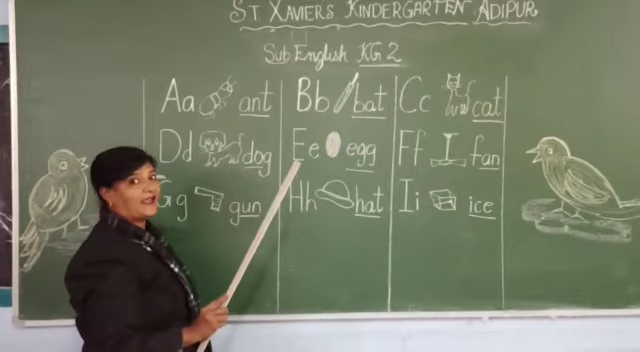 ST XAVIERS KINDERGARTEN ADIPUR
Sub English KG 2
Aa ant Bb bat Cc cat
Dd dog Ee egg Ff fan
Gg gun Hh hat Ii ice